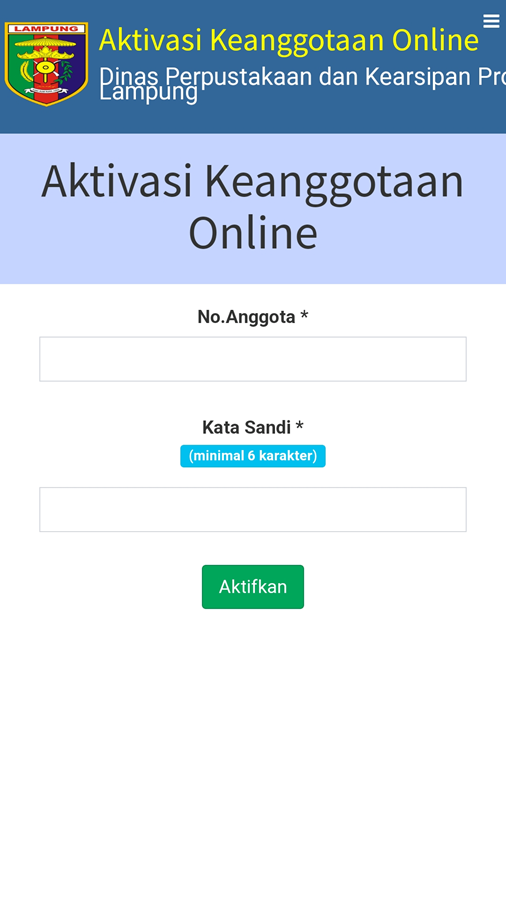 LAMPUNG
Aktivasi Keanggotaan Online
Dinas Perpustakaan dan Kearsipan Pro
Lampung
Aktivasi Keanggotaan
Online
No.Anggota *
Kata Sandi *
(minimal 6 karakter)
Aktifkan